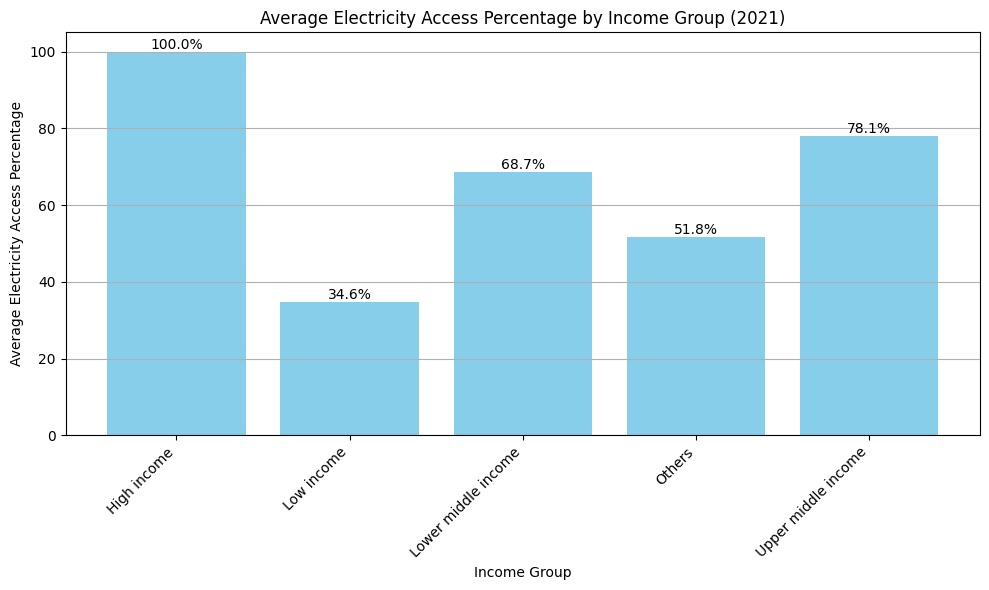 Average Electricity Access Percentage by Income Group (2021)
Average Electricity Access Percentage
100
80
60
40
20
0
100.0%
34.6%
68.7%
51.8%
78.1%
High income
Low income
Lower middle income
Others
Upper middle income
Income Group